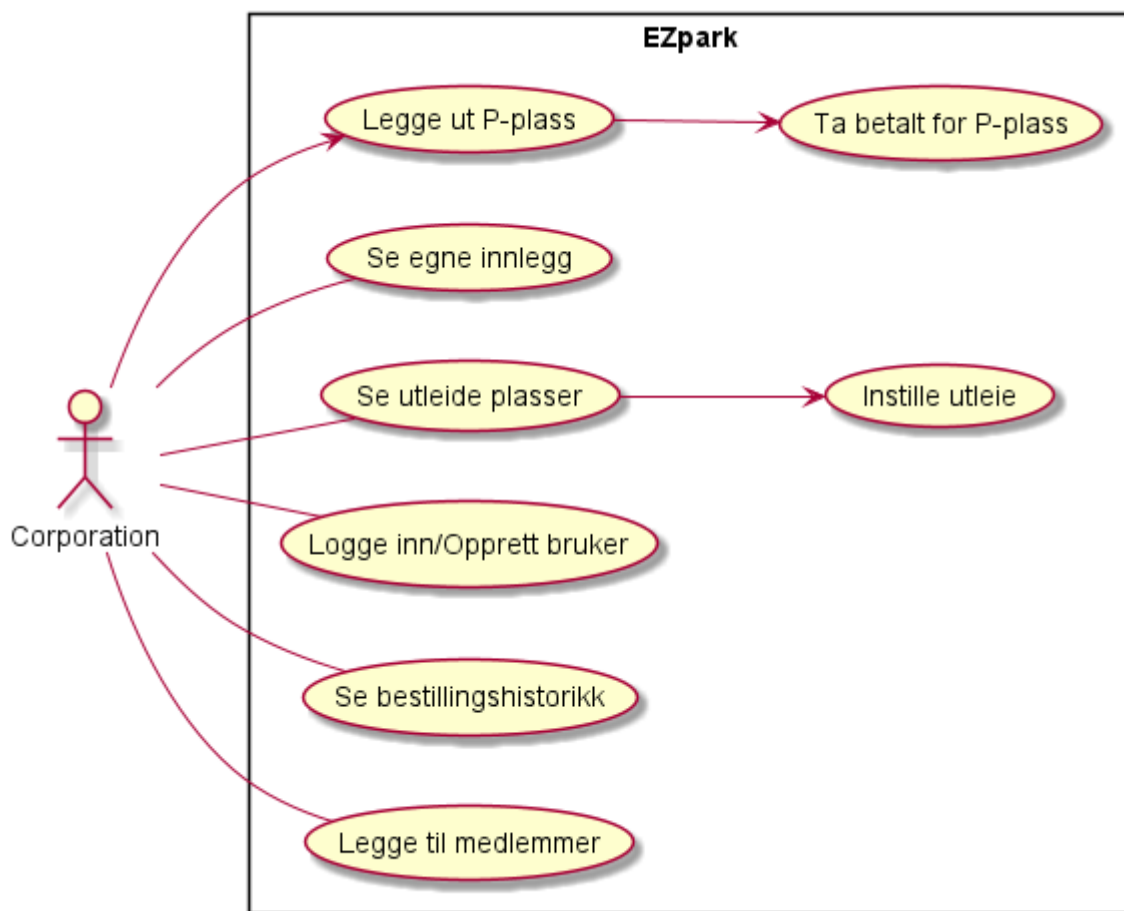 EZpark
Legge ut P-plass
Ta betalt for P-plass
Se egne innlegg
Se utleide plasser
Instille utleie
Corporation
Logge inn/Opprett bruker
Se bestillingshistorikk
Legge til medlemmer